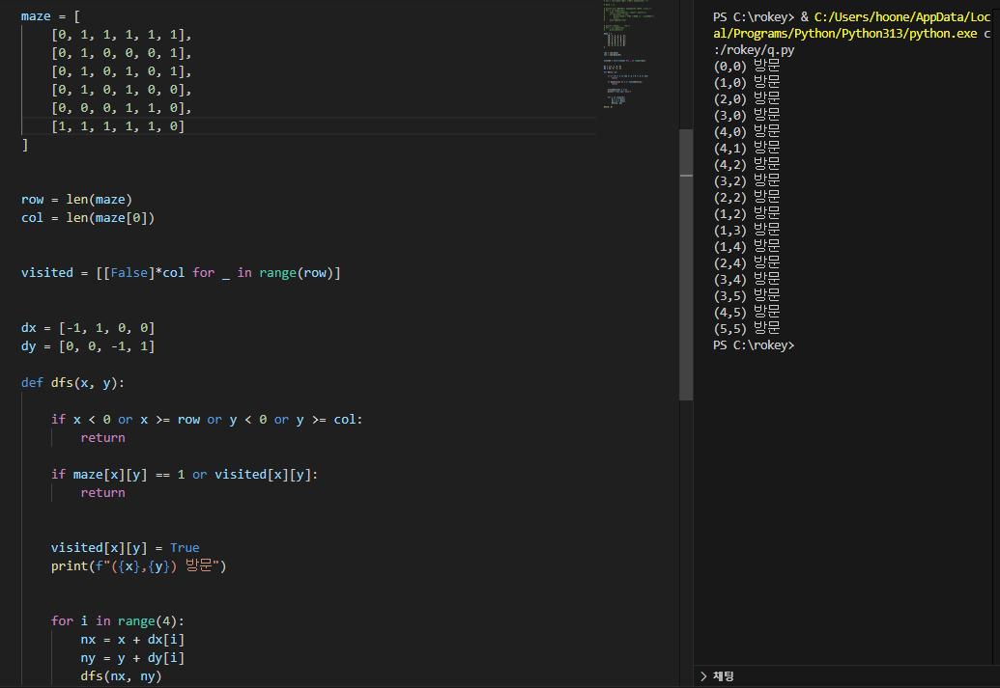 maze = [
    [0, 1, 1, 1, 1, 1],
    [0, 1, 0, 0, 0, 1],
    [0, 1, 0, 1, 0, 1],
    [0, 1, 0, 1, 0, 0],
    [0, 0, 0, 1, 1, 0],
    [1, 1, 1, 1, 1, 0]
]
row = len(maze)
col = len(maze[0])
visited = [[False]*col for _ in range(row)]
dx = [-1, 1, 0, 0]
dy = [0, 0, -1, 1]
def dfs(x, y):
    if x < 0 or x >= row or y < 0 or y >= col:
        return
    if maze[x][y] == 1 or visited[x][y]:
        return
    visited[x][y] = True
    print(f"({x},{y}) 방문")
    for i in range(4):
        nx = x + dx[i]
        ny = y + dy[i]
        dfs(nx, ny)
PS C:\rokey> & C:/Users/hoone/AppData/Loc
al/Programs/Python/Python313/python.exe c
:/rokey/q.py
(0,0) 방문
(1,0) 방문
(2,0) 방문
(3,0) 방문
(4,0) 방문
(4,1) 방문
(4,2) 방문
(3,2) 방문
(2,2) 방문
(1,2) 방문
(1,3) 방문
(1,4) 방문
(2,4) 방문
(3,4) 방문
(3,5) 방문
(4,5) 방문
(5,5) 방문
PS C:\rokey>
채팅